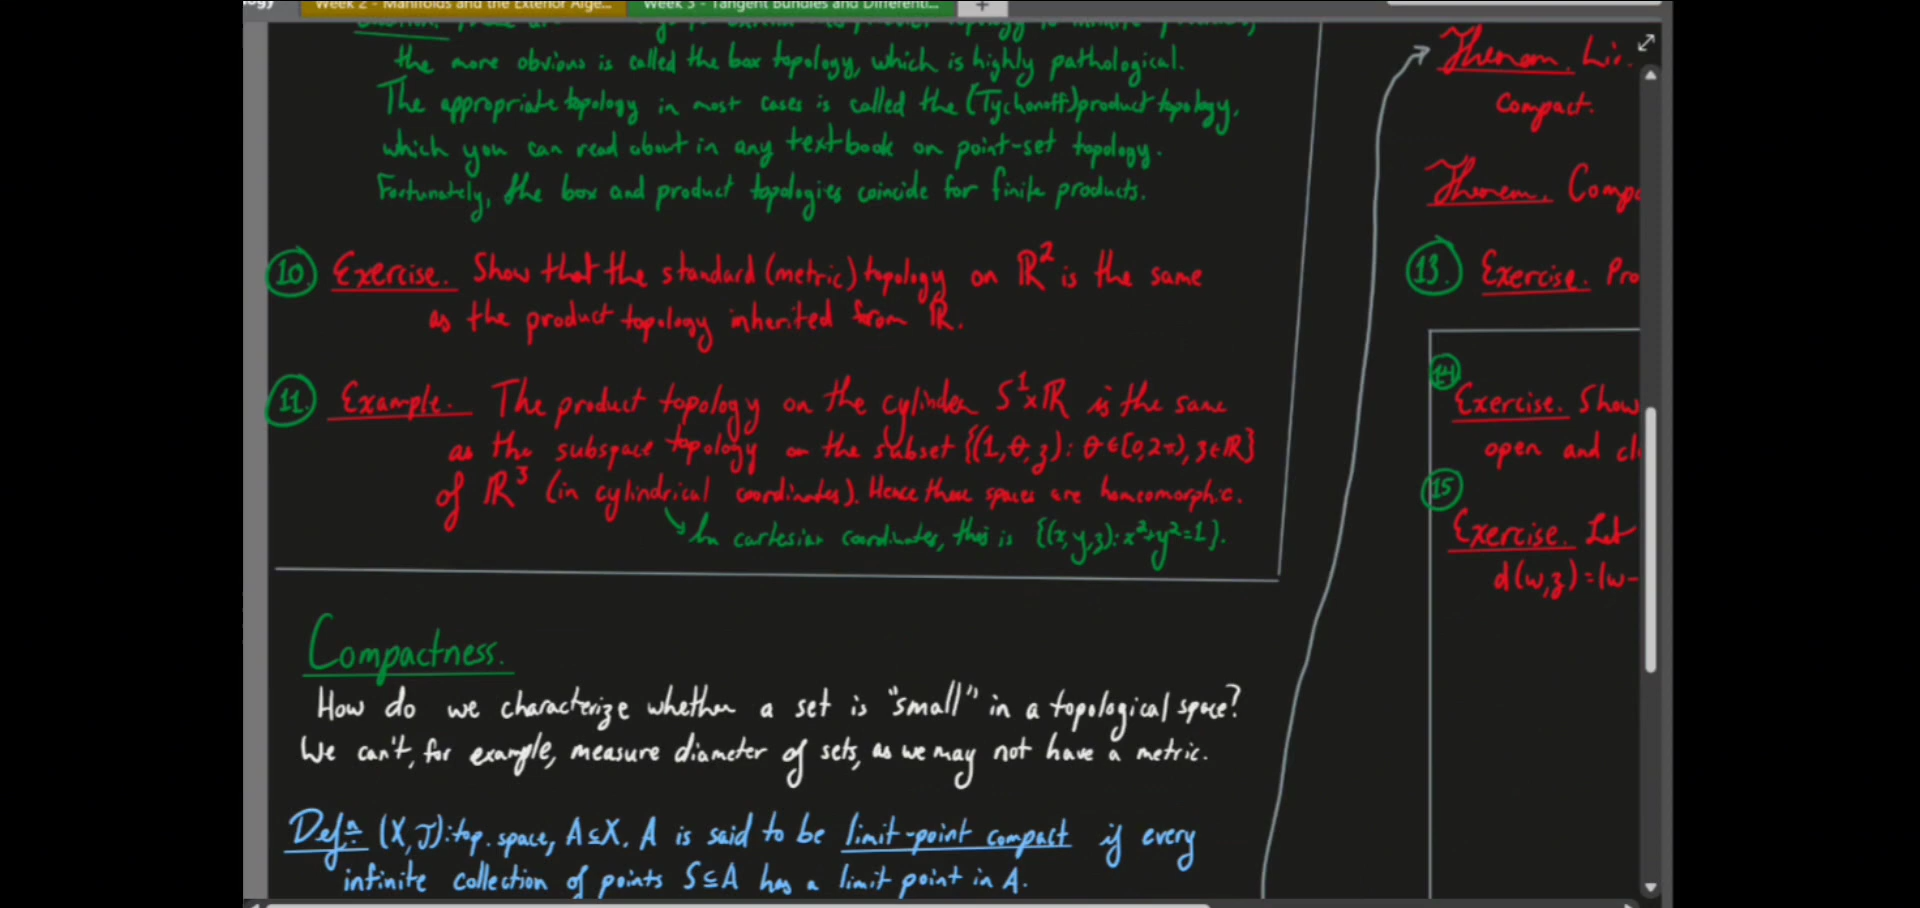 Week 2 - Manifolds and the Exterior Alge...
Week 3 - Tangent Bundles and Differenti...
+
the more obvious is called the box topology, which is highly pathological.
The appropriate topology in most cases is called the (Tychonoff) product topology,
which you can read about in any textbook on point-set topology.
Fortunately, the box and product topologies coincide for finite products.
10. Exercise. Show that the standard (metric) topology on ℝ² is the same
as the product topology inherited from ℝ.
11. Example. The product topology on the cylinder S¹×ℝ is the same
as the subspace topology on the subset {(1,θ,z): θ∈[0,2π), z∈ℝ}
of ℝ³ (in cylindrical coordinates). Hence these spaces are homeomorphic.
In cartesian coordinates, this is {(x,y,z): x²+y²=1}.
Compactness.
How do we characterize whether a set is "small" in a topological space?
We can't, for example, measure diameter of sets, as we may not have a metric.
Defn: (X,J): top. space, A⊆X. A is said to be limit-point compact if every
infinite collection of points S⊆A has a limit point in A.
Theorem. Li
Compact.
Theorem. Comp
13. Exercise. Pro
14
Exercise. Show
open and cl
15
Exercise. Let
d(w,z)=|w-